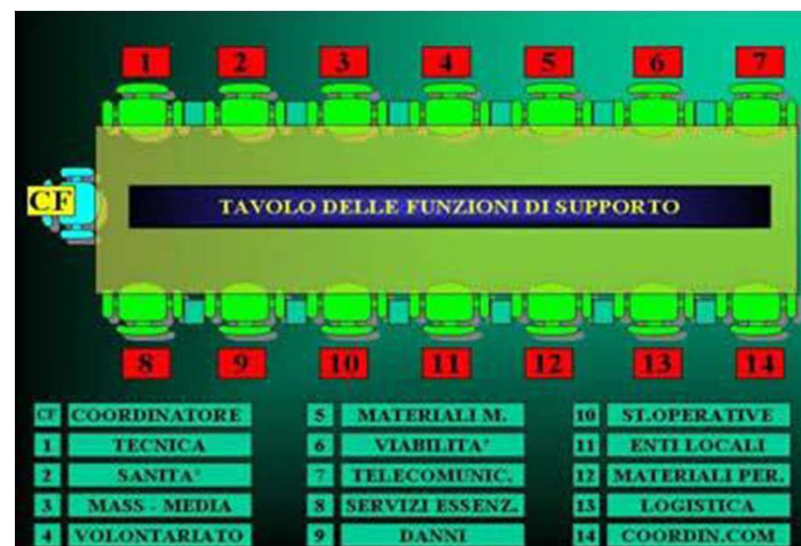 1 2 3 4 5 6 7
CF
TAVOLO DELLE FUNZIONI DI SUPPORTO
8 9 10 11 12 13 14
CF COORDINATORE
1 TECNICA
2 SANITA'
3 MASS - MEDIA
4 VOLONTARIATO
5 MATERIALI M.
6 VIABILITA'
7 TELECOMUNIC.
8 SERVIZI ESSENZ.
9 DANNI
10 ST.OPERATIVE
11 ENTI LOCALI
12 MATERIALI PER.
13 LOGISTICA
14 COORDIN.COM